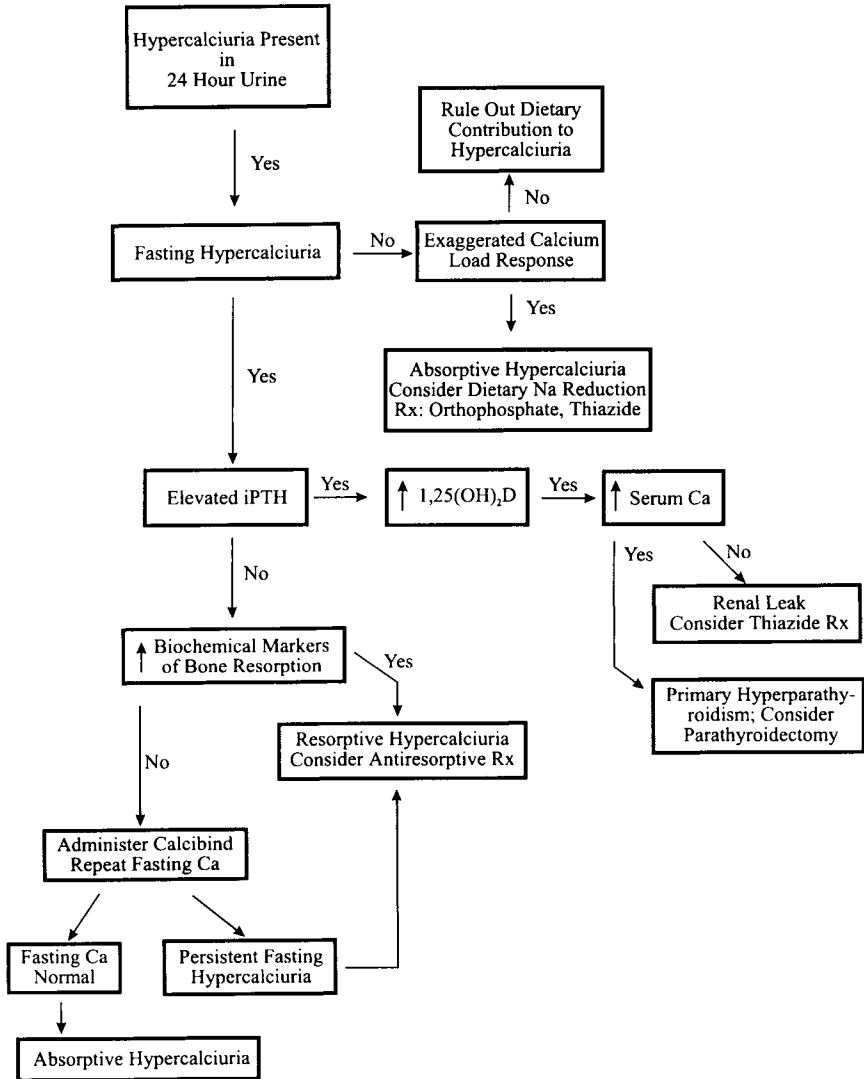 Hypercalciuria Present
in
24 Hour Urine
Rule Out Dietary
Contribution to
Hypercalciuria
Yes
No
Fasting Hypercalciuria
No
Exaggerated Calcium
Load Response
Yes
Yes
Absorptive Hypercalciuria
Consider Dietary Na Reduction
Rx: Orthophosphate, Thiazide
Elevated iPTH
Yes
↑ 1,25(OH)₂D
Yes
↑ Serum Ca
No
Yes
No
Renal Leak
Consider Thiazide Rx
↑ Biochemical Markers
of Bone Resorption
Yes
Primary Hyperparathy-
roidism; Consider
Parathyroidectomy
Resorptive Hypercalciuria
Consider Antiresorptive Rx
No
Administer Calcibind
Repeat Fasting Ca
Fasting Ca
Normal
Persistent Fasting
Hypercalciuria
Absorptive Hypercalciuria